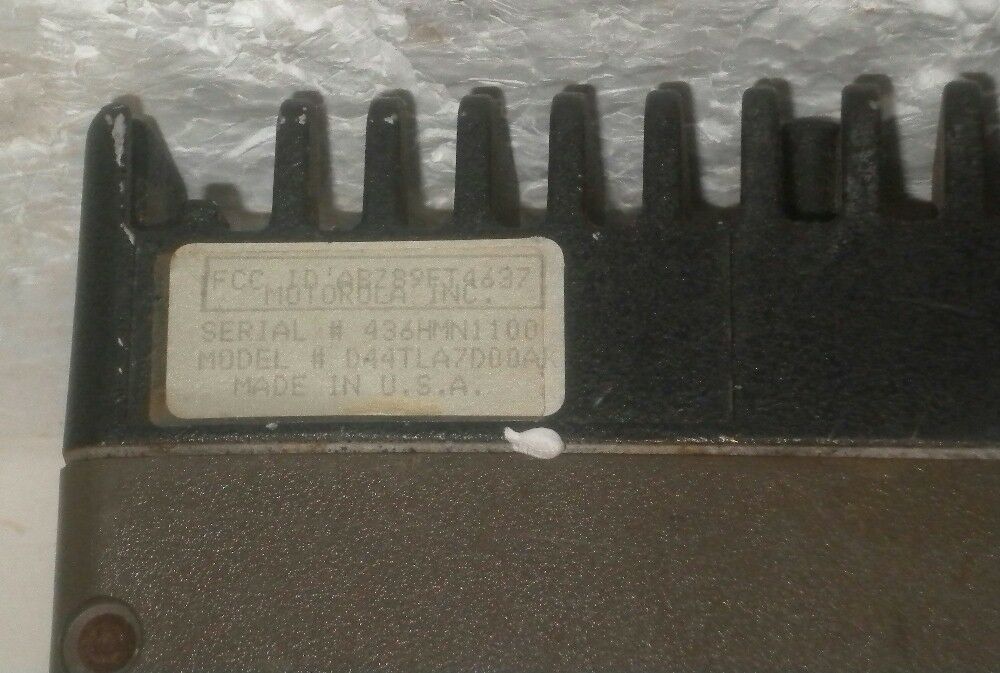 FCC ID'ABZ89FT4637
MOTOROLA INC.
SERIAL # 436HMN1100
MODEL # D44TLA7D00AK
MADE IN U.S.A.